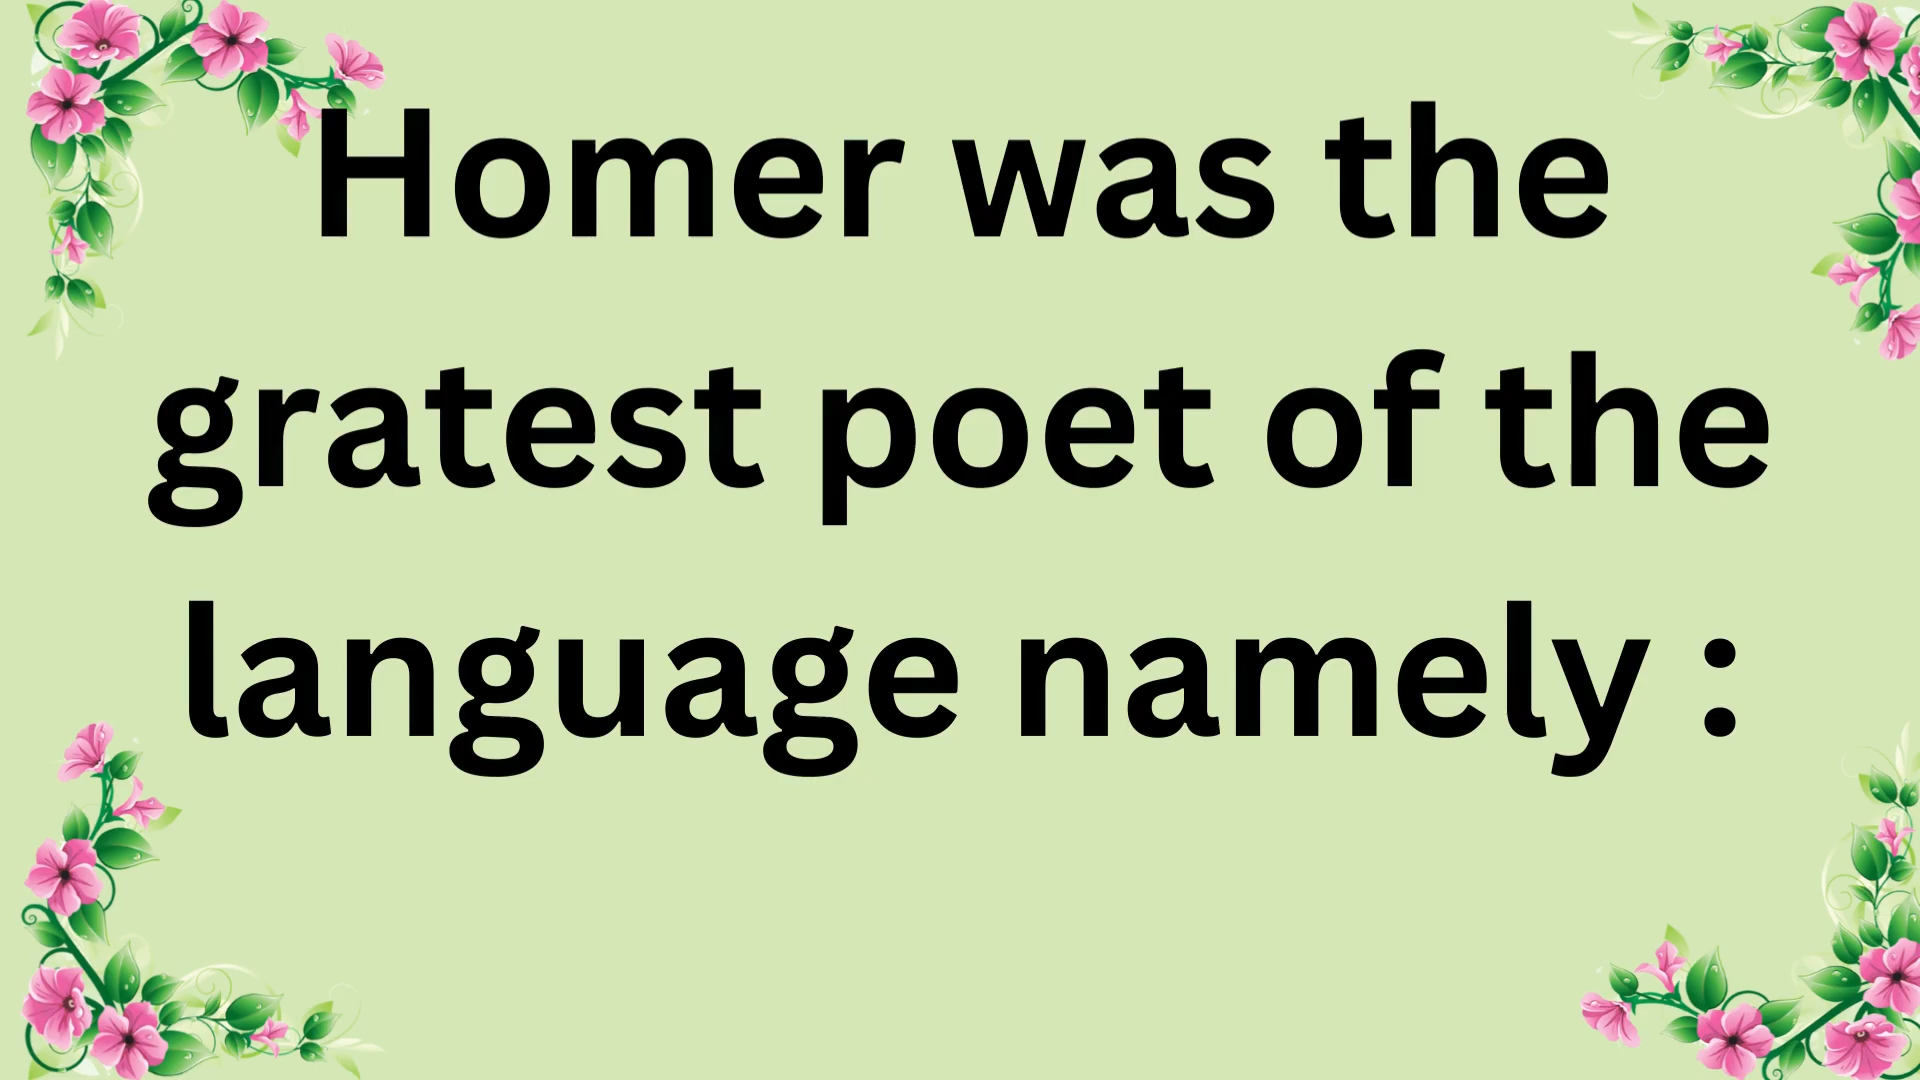 Homer was the
gratest poet of the
language namely :